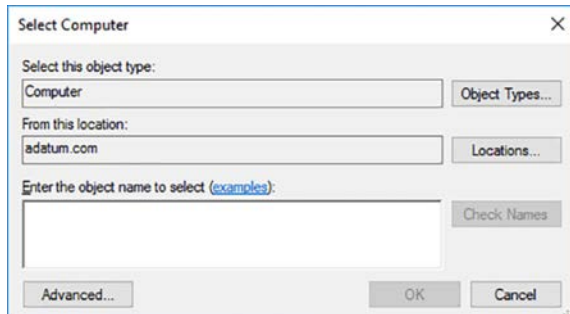 Select Computer
Select this object type:
Computer
Object Types...
From this location:
adatum.com
Locations...
Enter the object name to select (examples):
Check Names
Advanced...
OK
Cancel